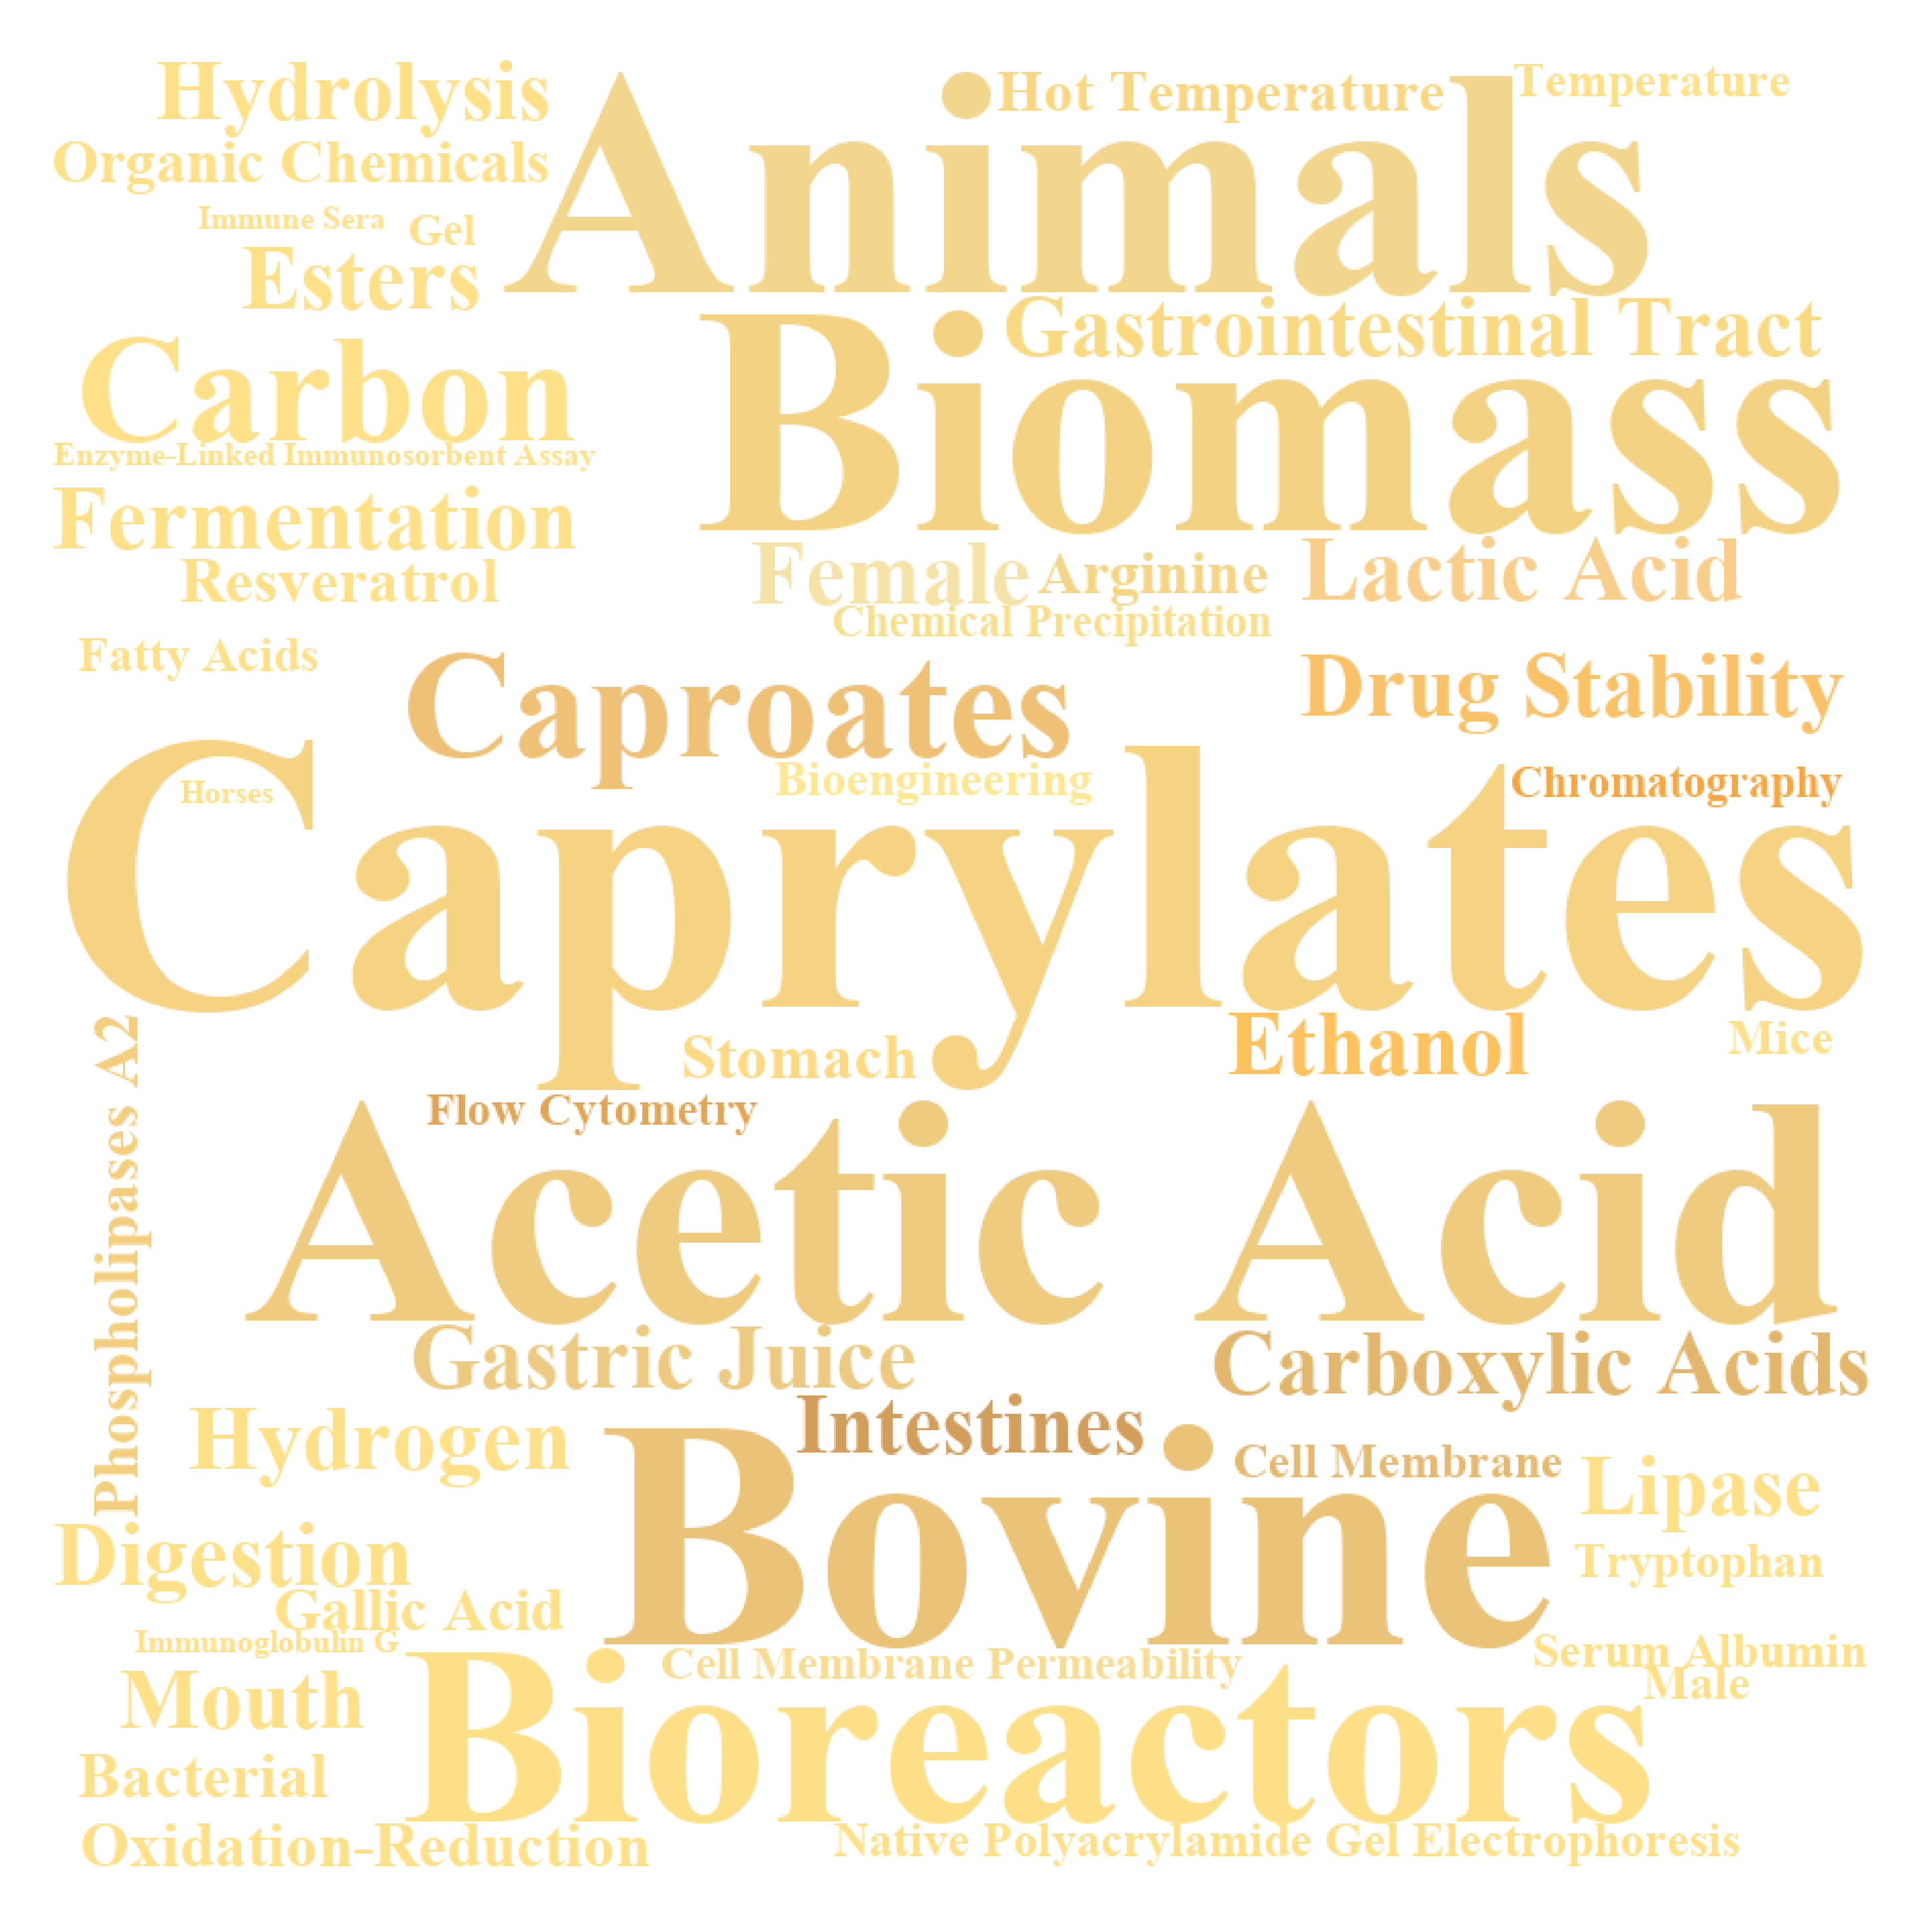 Hydrolysis
Animals
Hot Temperature
Temperature
Organic Chemicals
Immune Sera
Gel
Esters
Gastrointestinal Tract
Biomass
Carbon
Enzyme-Linked Immunosorbent Assay
Fermentation
Resveratrol
Female
Arginine
Lactic Acid
Chemical Precipitation
Fatty Acids
Caproates
Drug Stability
Bioengineering
Chromatography
Horses
Caprylates
Stomach
Ethanol
Mice
Phospholipases A2
Flow Cytometry
Acetic Acid
Gastric Juice
Carboxylic Acids
Intestines
Hydrogen
Bovine
Cell Membrane
Lipase
Digestion
Tryptophan
Gallic Acid
Immunoglobulin G
Cell Membrane Permeability
Serum Albumin
Male
Mouth
Bioreactors
Bacterial
Oxidation-Reduction
Native Polyacrylamide Gel Electrophoresis